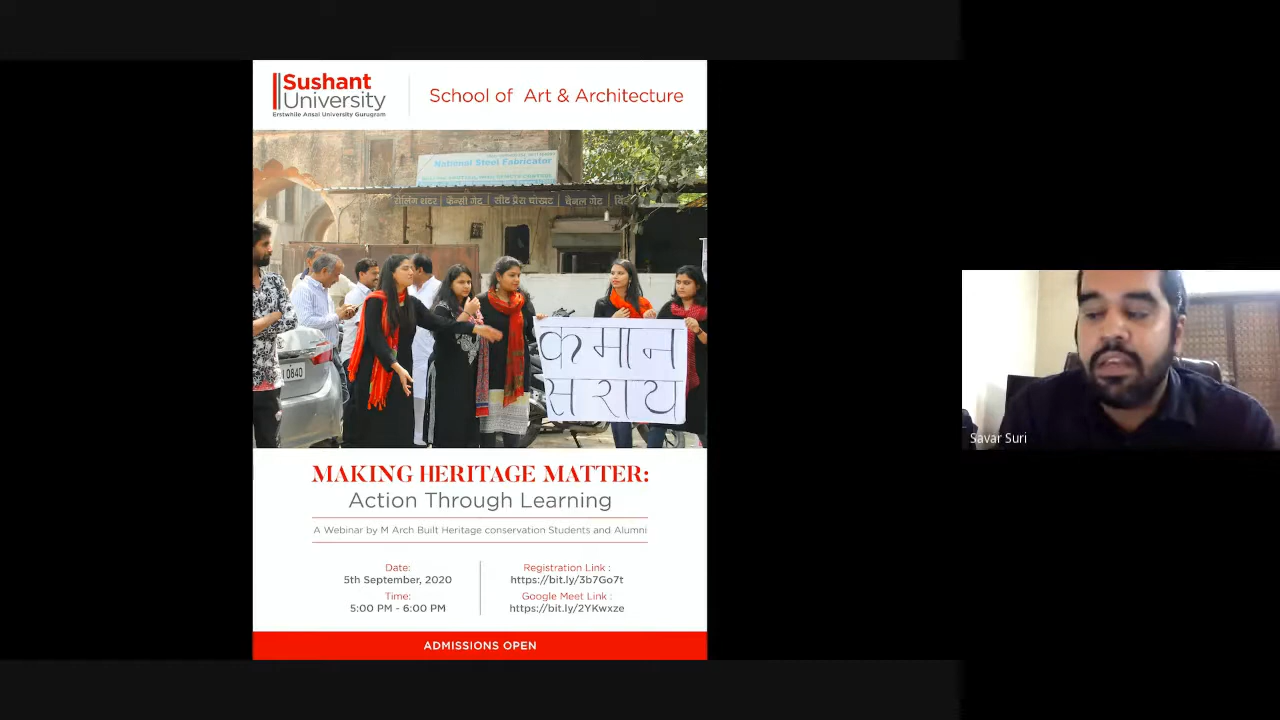 Sushant
University
Erstwhile Ansal University Gurugram
School of Art & Architecture
National Steel Fabricator
रोलिंग शटर फैन्सी गेट चैनल गेट
0840
कमान
सराय
MAKING HERITAGE MATTER:
Action Through Learning
A Webinar by M Arch Built Heritage conservation Students and Alumni
Date:
5th September, 2020
Time:
5:00 PM - 6:00 PM
Registration Link :
https://bit.ly/3b7Go7t
Google Meet Link :
https://bit.ly/2YKwxze
ADMISSIONS OPEN
Savar Suri